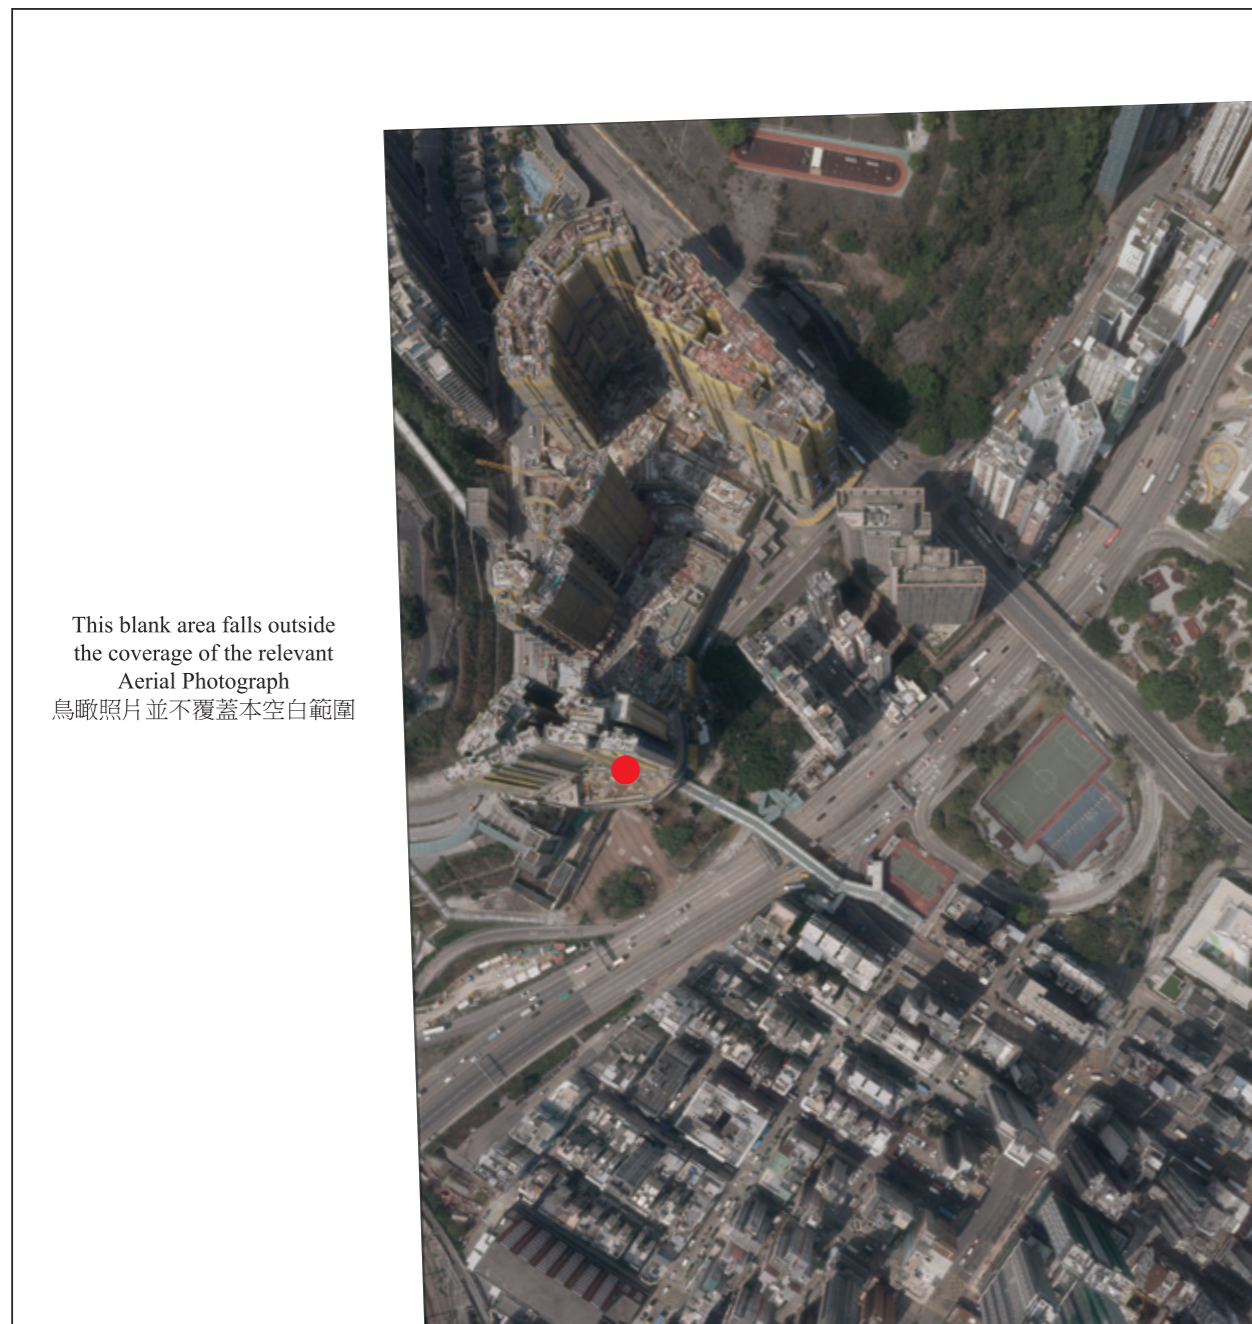 This blank area falls outside
the coverage of the relevant
Aerial Photograph
鳥瞰照片並不覆蓋本空白範圍